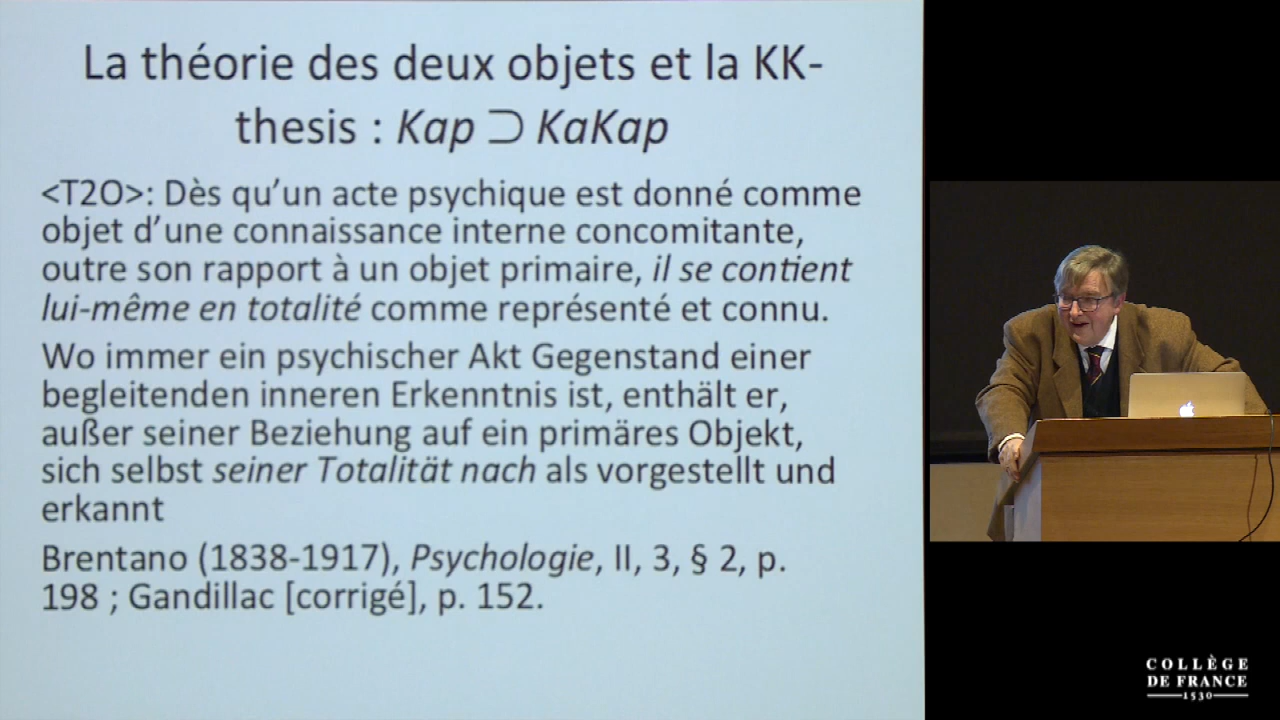 La théorie des deux objets et la KK-
thesis : Kap ⊃ KaKap
<T2O>: Dès qu’un acte psychique est donné comme
objet d’une connaissance interne concomitante,
outre son rapport à un objet primaire, il se contient
lui-même en totalité comme représenté et connu.
Wo immer ein psychischer Akt Gegenstand einer
begleitenden inneren Erkenntnis ist, enthält er,
außer seiner Beziehung auf ein primäres Objekt,
sich selbst seiner Totalität nach als vorgestellt und
erkannt
Brentano (1838-1917), Psychologie, II, 3, § 2, p.
198 ; Gandillac [corrigé], p. 152.
COLLÈGE
DE FRANCE
1530